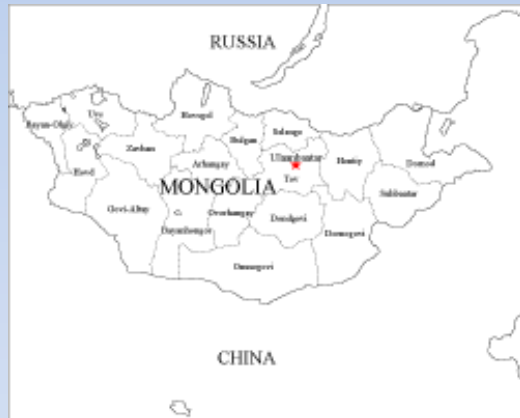 RUSSIA
Uvs
Hovsgol
Bayan-Olgiy
Selenge
Bulgan
Zavhan
Ulaanbaatar
Hentiy
Dornod
Arhangay
Hovd
Tov
MONGOLIA
Suhbaatar
Govi-Altay
Ovorhangay
Dundgovi
Bayanhongor
Dornogovi
Omnogovi
CHINA